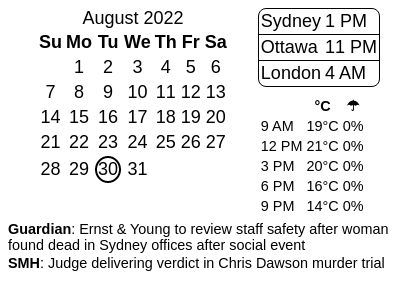 August 2022
Su Mo Tu We Th Fr Sa
1 2 3 4 5 6
7 8 9 10 11 12 13
14 15 16 17 18 19 20
21 22 23 24 25 26 27
28 29 30 31
Sydney 1 PM
Ottawa 11 PM
London 4 AM
°C ☂
9 AM 19°C 0%
12 PM 21°C 0%
3 PM 20°C 0%
6 PM 16°C 0%
9 PM 14°C 0%
Guardian: Ernst & Young to review staff safety after woman
found dead in Sydney offices after social event
SMH: Judge delivering verdict in Chris Dawson murder trial